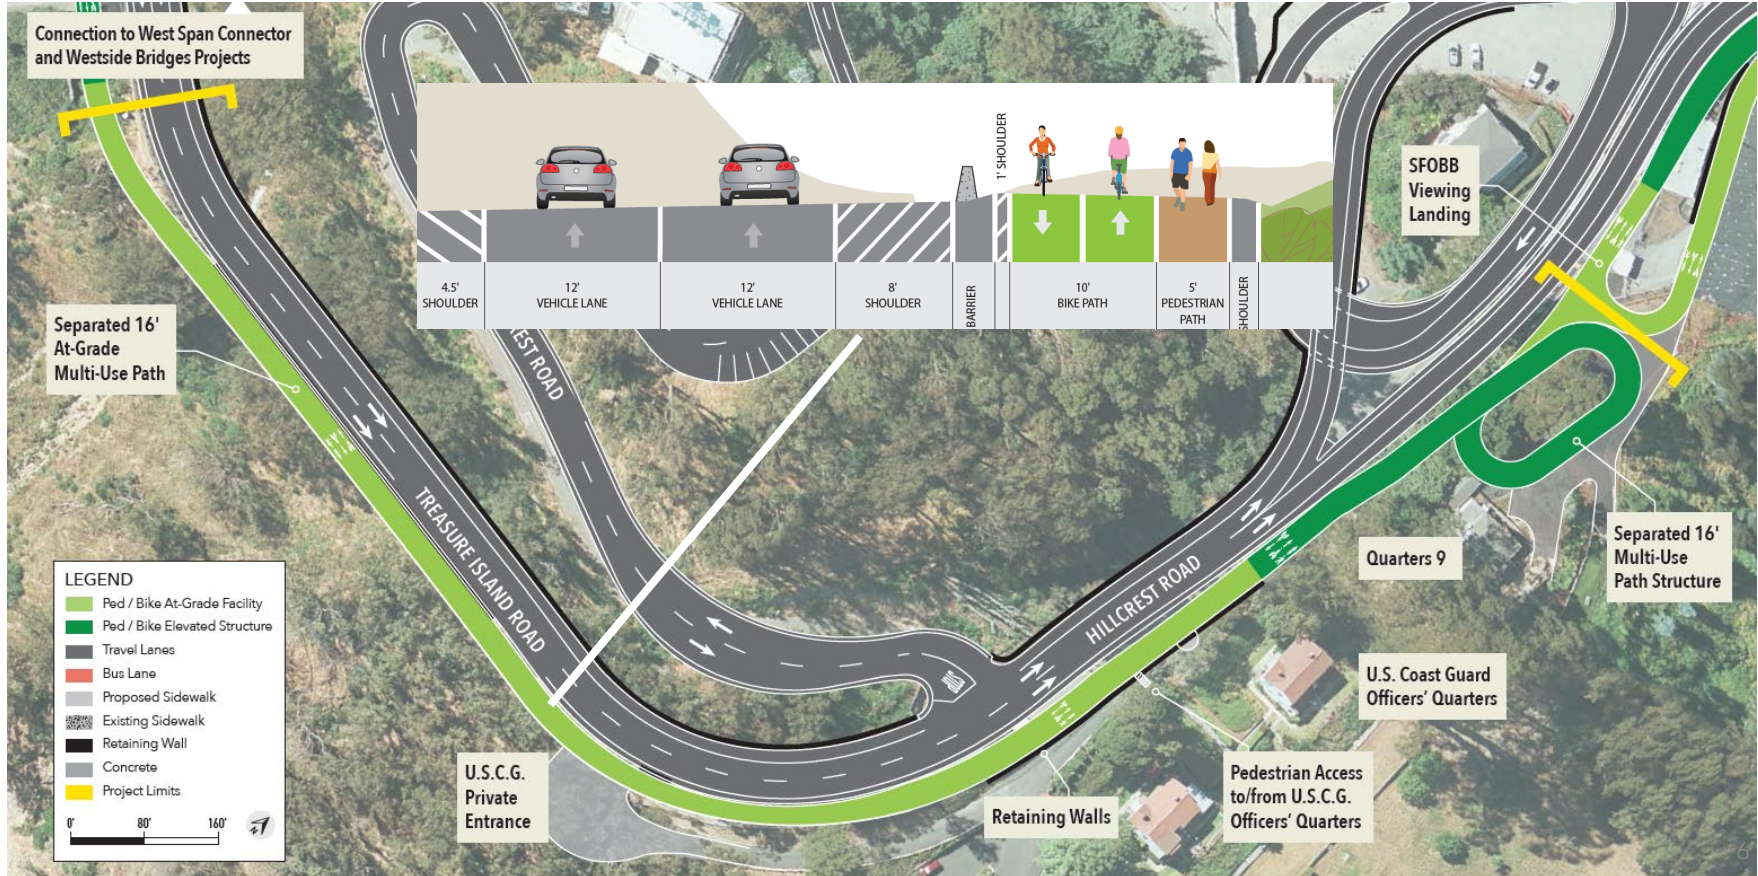 Connection to West Span Connector
and Westside Bridges Projects
1' SHOULDER
4.5'
SHOULDER
12'
VEHICLE LANE
12'
VEHICLE LANE
8'
SHOULDER
BARRIER
10'
BIKE PATH
5'
PEDESTRIAN
PATH
SHOULDER
SFOBB
Viewing
Landing
Separated 16'
At-Grade
Multi-Use Path
ROAD
TREASURE ISLAND ROAD
HILLCREST ROAD
STOP
Quarters 9
Separated 16'
Multi-Use
Path Structure
U.S. Coast Guard
Officers' Quarters
Pedestrian Access
to/from U.S.C.G.
Officers' Quarters
Retaining Walls
U.S.C.G.
Private
Entrance
LEGEND
Ped / Bike At-Grade Facility
Ped / Bike Elevated Structure
Travel Lanes
Bus Lane
Proposed Sidewalk
Existing Sidewalk
Retaining Wall
Concrete
Project Limits
0' 80' 160'
N
6